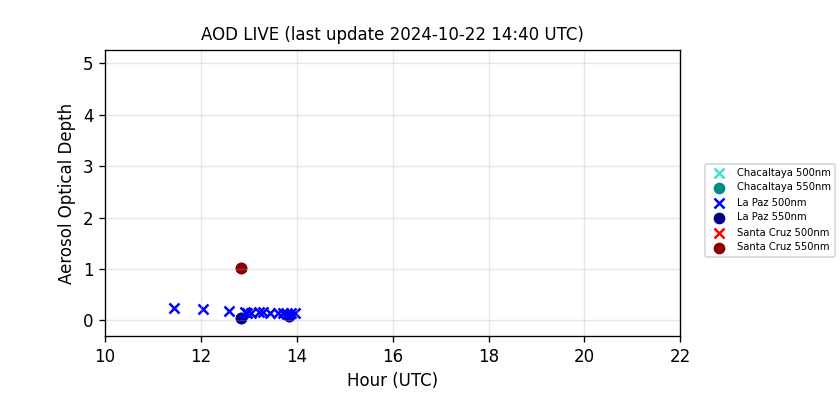 AOD LIVE (last update 2024-10-22 14:40 UTC)
5
4
3
2
1
0
Aerosol Optical Depth
10 12 14 16 18 20 22
Hour (UTC)
Chacaltaya 500nm
Chacaltaya 550nm
La Paz 500nm
La Paz 550nm
Santa Cruz 500nm
Santa Cruz 550nm